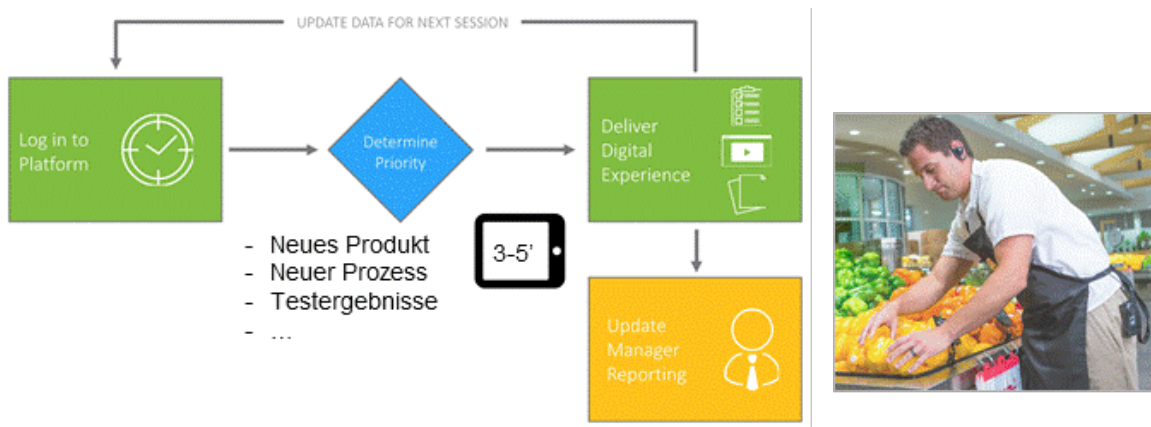 UPDATE DATA FOR NEXT SESSION
Log in to
Platform
Determine
Priority
Deliver
Digital
Experience
- Neues Produkt
- Neuer Prozess
- Testergebnisse
- ...
3-5’
Update
Manager
Reporting